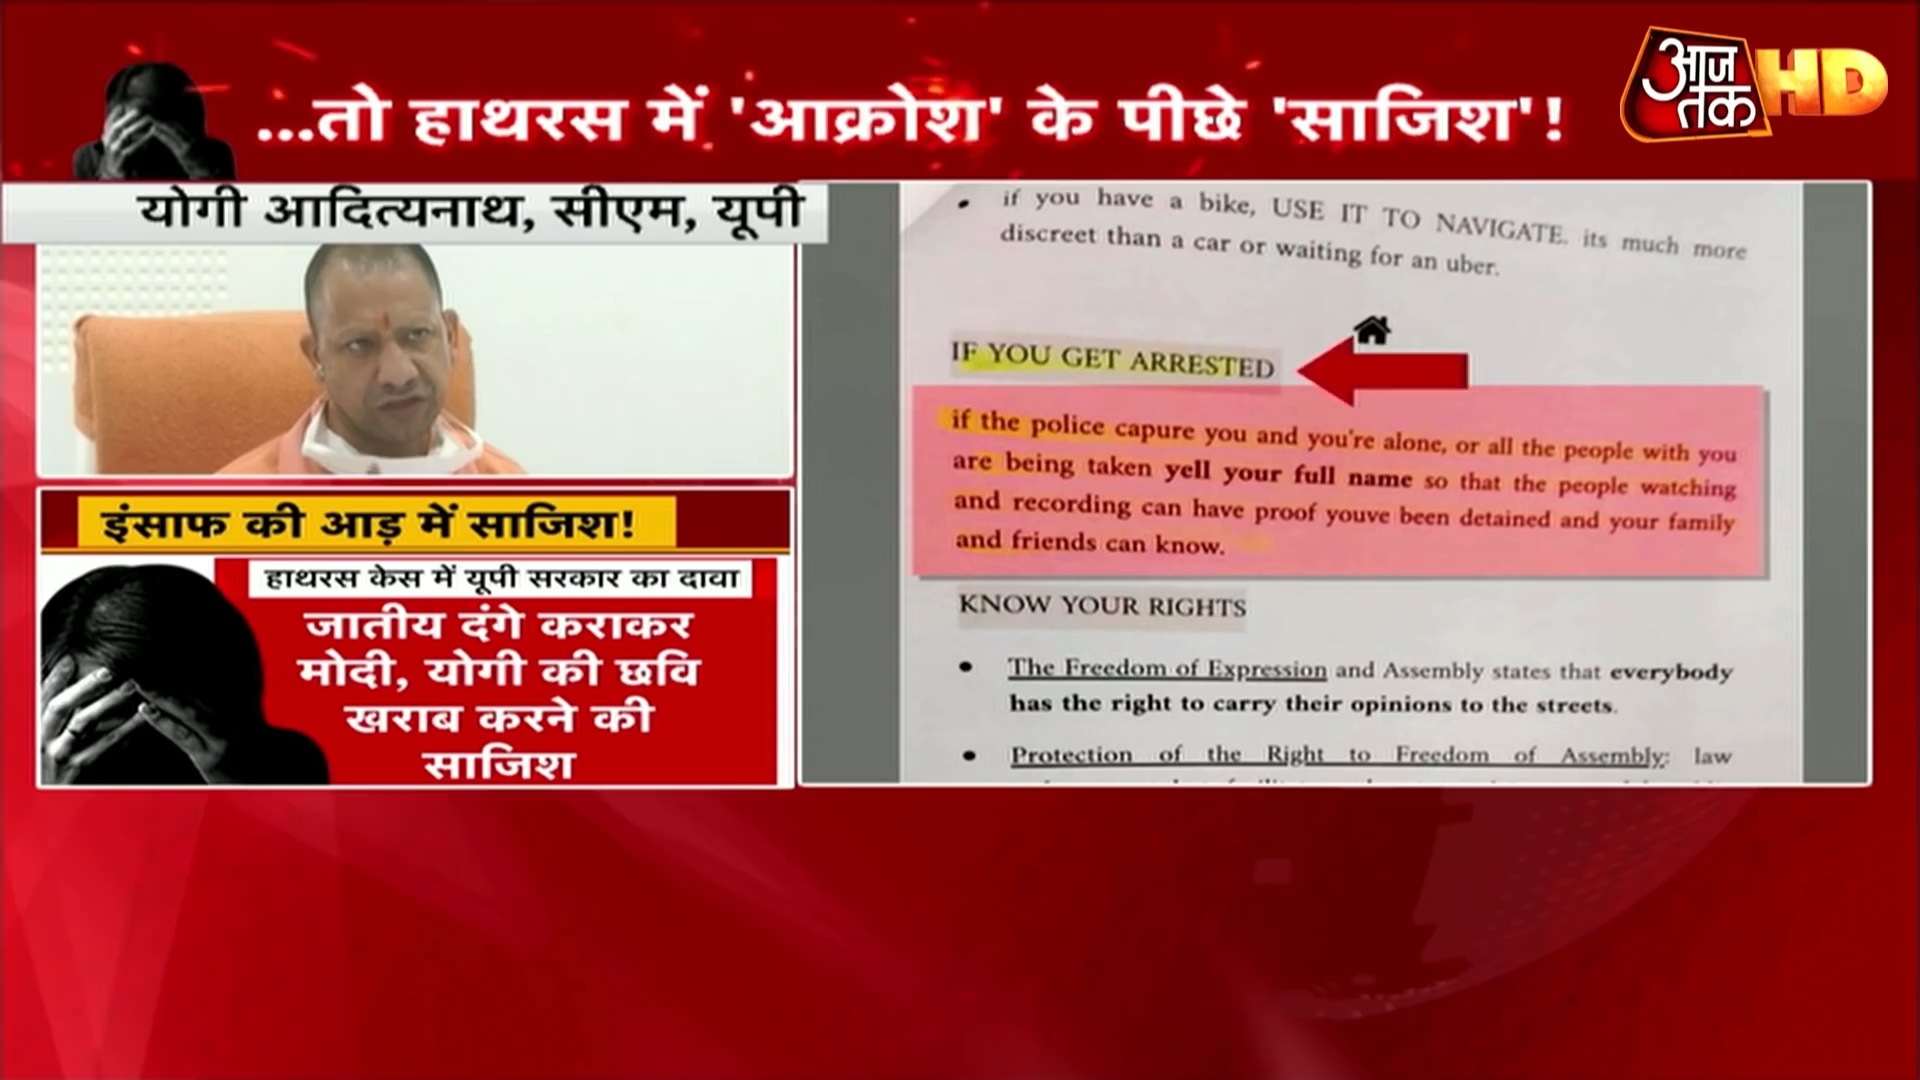 ...तो हाथरस में 'आक्रोश' के पीछे 'साजिश'!
आज
तक
HD
योगी आदित्यनाथ, सीएम, यूपी
इंसाफ की आड़ में साजिश!
हाथरस केस में यूपी सरकार का दावा
जातीय दंगे कराकर
मोदी, योगी की छवि
खराब करने की
साजिश
• if you have a bike, USE IT TO NAVIGATE. its much more
discreet than a car or waiting for an uber.
IF YOU GET ARRESTED
if the police capure you and you're alone, or all the people with you
are being taken yell your full name so that the people watching
and recording can have proof youve been detained and your family
and friends can know.
KNOW YOUR RIGHTS
• The Freedom of Expression and Assembly states that everybody
has the right to carry their opinions to the streets.
• Protection of the Right to Freedom of Assembly: law